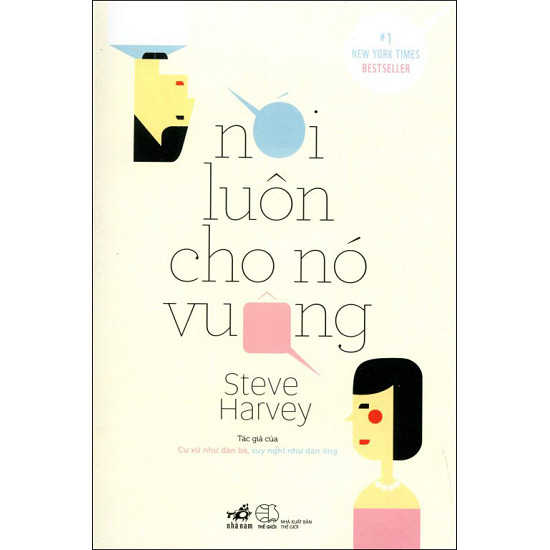 #1
NEW YORK TIMES
BESTSELLER
nói
luôn
cho nó
vuông
Steve
Harvey
Tác giả của
Cư xử như đàn bà, suy nghĩ như đàn ông
nhã nam
THẾ GIỚI
NHÀ XUẤT BẢN
THẾ GIỚI